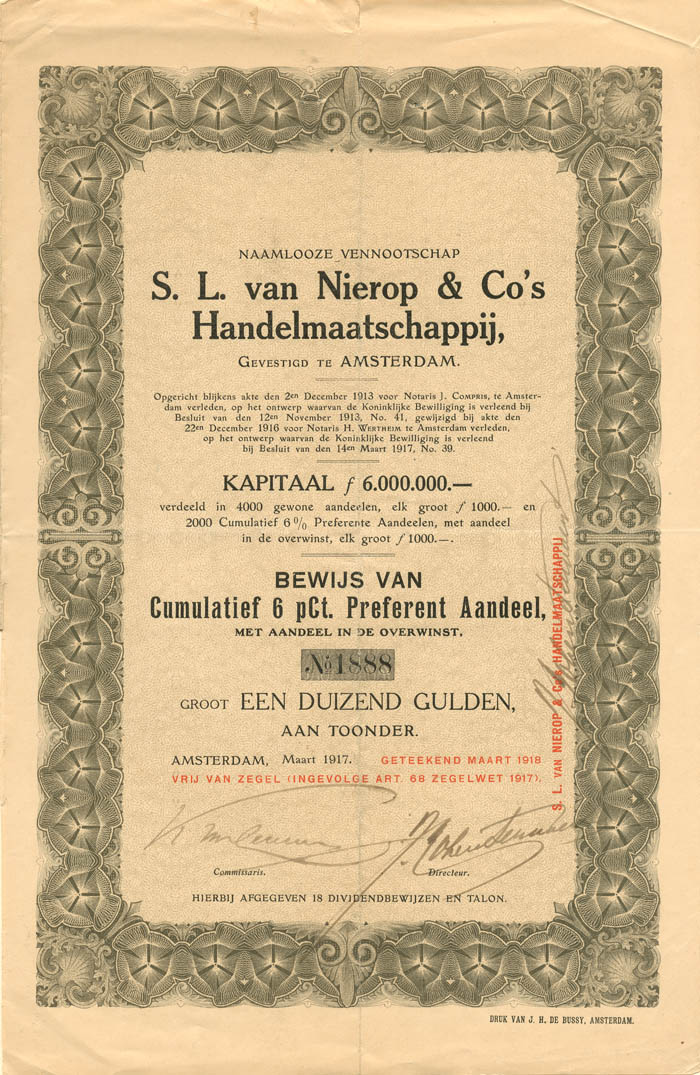 NAAMLOOZE VENNOOTSCHAP
S. L. van Nierop & Co's
Handelmaatschappij,
GEVESTIGD TE AMSTERDAM.
Opgericht blijkens akte den 2en December 1913 voor Notaris J. COMPRIS, te Amster-
dam verleden, op het ontwerp waarvan de Koninklijke Bewilliging is verleend bij
Besluit van den 12en November 1913, No. 41, gewijzigd bij akte den
22en December 1916 voor Notaris H. WERTHEIM te Amsterdam verleden,
op het ontwerp waarvan de Koninklijke Bewilliging is verleend
bij Besluit van den 14en Maart 1917, No. 39.
KAPITAAL ƒ 6.000.000.—
verdeeld in 4000 gewone aandeelen, elk groot ƒ 1000.— en
2000 Cumulatief 6 % Preferente Aandeelen, met aandeel
in de overwinst, elk groot ƒ 1000.—.
BEWIJS VAN
Cumulatief 6 pCt. Preferent Aandeel,
MET AANDEEL IN DE OVERWINST,
No 1888
GROOT EEN DUIZEND GULDEN,
AAN TOONDER.
AMSTERDAM, Maart 1917. GETEEKEND MAART 1918
VRIJ VAN ZEGEL (INGEVOLGE ART. 68 ZEGELWET 1917).
S. L. VAN NIEROP & Co's HANDELMAATSCHAPPIJ
Commissaris. Directeur.
HIERBIJ AFGEGEVEN 18 DIVIDENDBEWIJZEN EN TALON.
DRUK VAN J. H. DE BUSSY, AMSTERDAM.